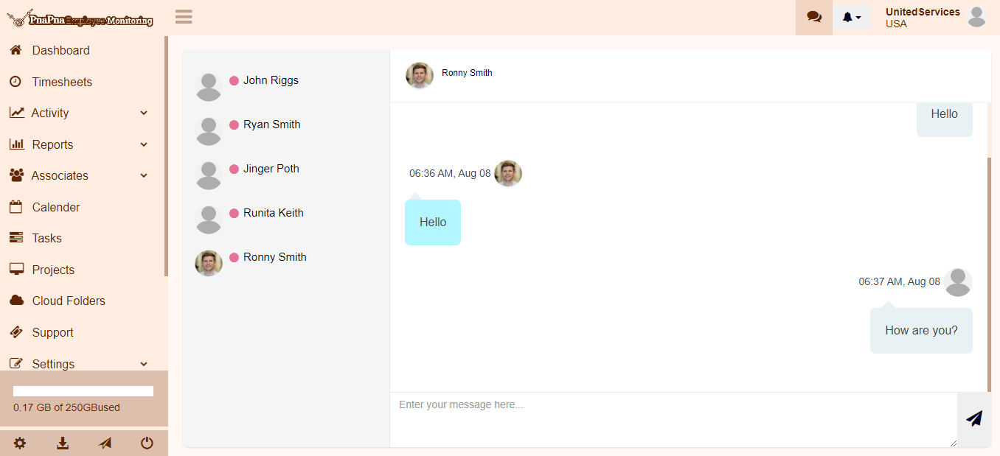 PnaPna Employee Monitoring
UnitedServices
USA
Dashboard
Timesheets
Activity
Reports
Associates
Calender
Tasks
Projects
Cloud Folders
Support
Settings
0.17 GB of 250GBused
John Riggs
Ryan Smith
Jinger Poth
Runita Keith
Ronny Smith
Ronny Smith
Hello
06:36 AM, Aug 08
Hello
06:37 AM, Aug 08
How are you?
Enter your message here...